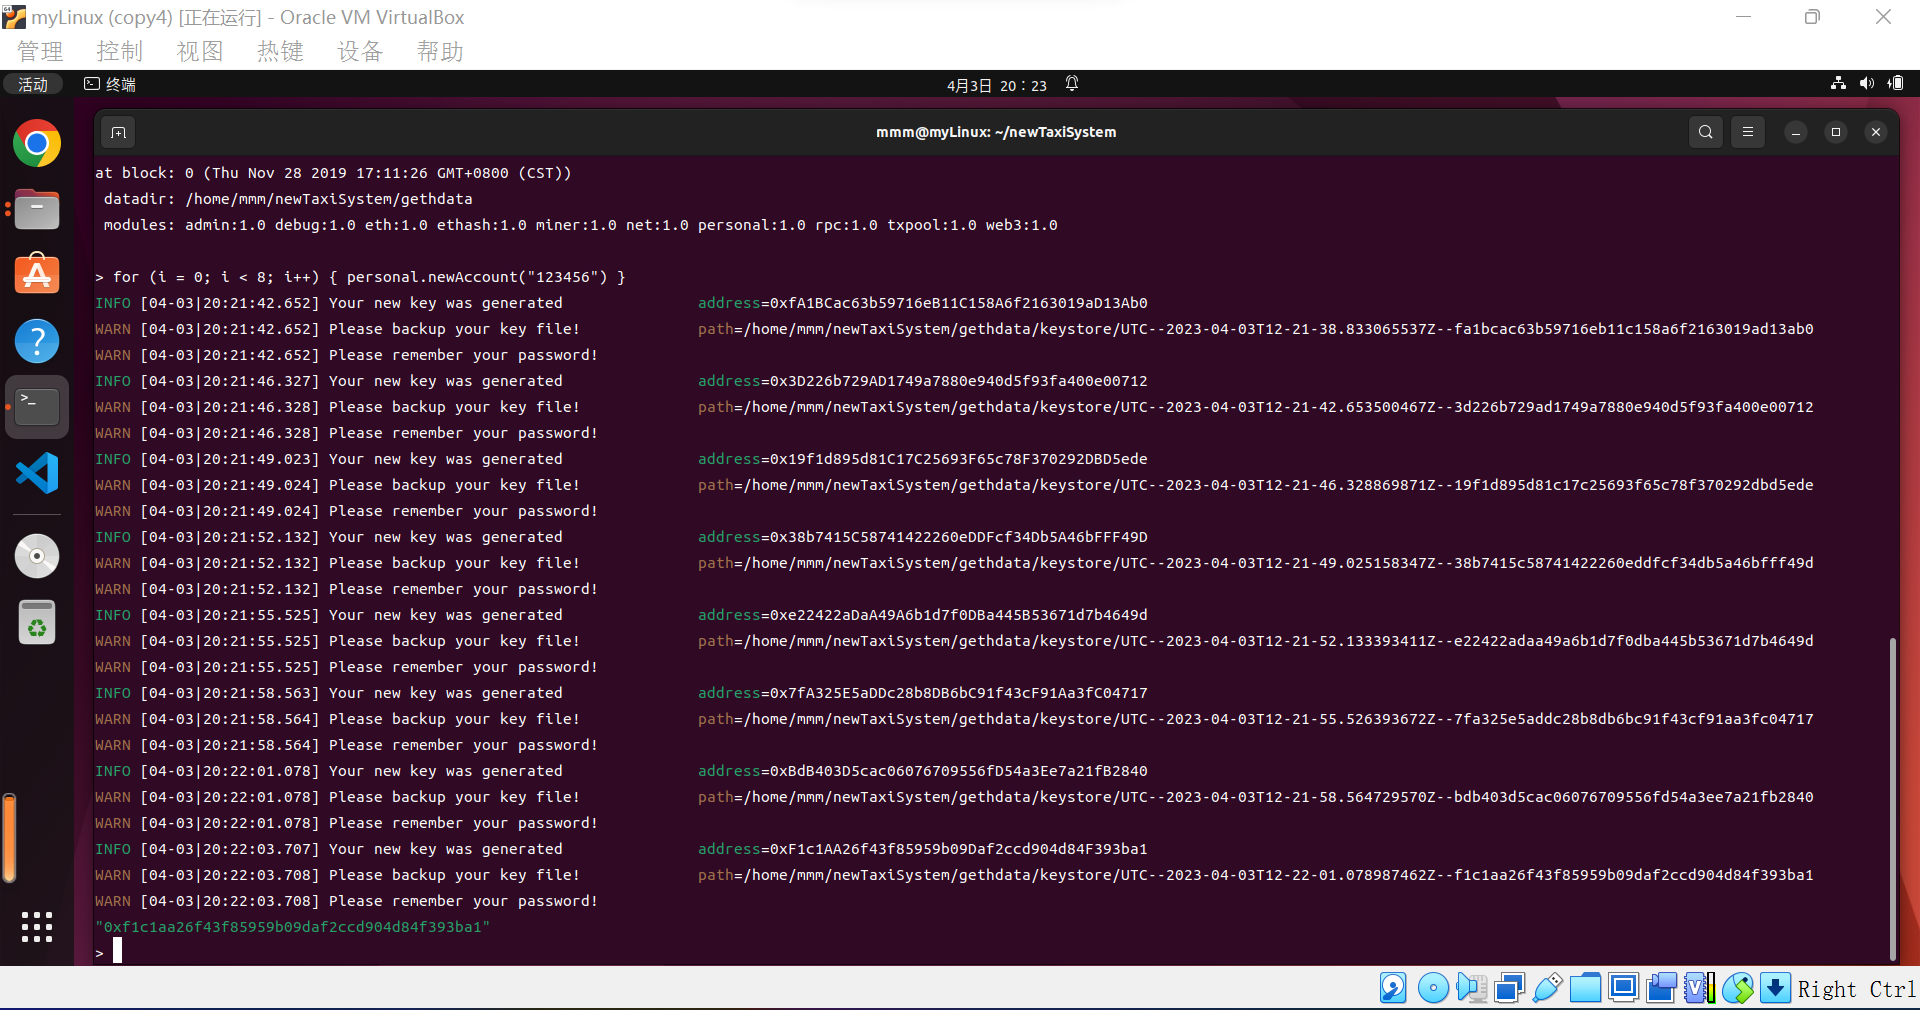 myLinux (copy4) [正在运行] - Oracle VM VirtualBox
管理 控制 视图 热键 设备 帮助
活动 终端 4月3日 20：23
mmm@myLinux: ~/newTaxiSystem
at block: 0 (Thu Nov 28 2019 17:11:26 GMT+0800 (CST))
datadir: /home/mmm/newTaxiSystem/gethdata
modules: admin:1.0 debug:1.0 eth:1.0 ethash:1.0 miner:1.0 net:1.0 personal:1.0 rpc:1.0 txpool:1.0 web3:1.0
> for (i = 0; i < 8; i++) { personal.newAccount("123456") }
INFO [04-03|20:21:42.652] Your new key was generated address=0xfA1BCac63b59716eB11C158A6f2163019aD13Ab0
WARN [04-03|20:21:42.652] Please backup your key file! path=/home/mmm/newTaxiSystem/gethdata/keystore/UTC--2023-04-03T12-21-38.833065537Z--fa1bcac63b59716eb11c158a6f2163019ad13ab0
WARN [04-03|20:21:42.652] Please remember your password!
INFO [04-03|20:21:46.327] Your new key was generated address=0x3D226b729AD1749a7880e940d5f93fa400e00712
WARN [04-03|20:21:46.328] Please backup your key file! path=/home/mmm/newTaxiSystem/gethdata/keystore/UTC--2023-04-03T12-21-42.653500467Z--3d226b729ad1749a7880e940d5f93fa400e00712
WARN [04-03|20:21:46.328] Please remember your password!
INFO [04-03|20:21:49.023] Your new key was generated address=0x19f1d895d81C17C25693F65c78F370292DBD5ede
WARN [04-03|20:21:49.024] Please backup your key file! path=/home/mmm/newTaxiSystem/gethdata/keystore/UTC--2023-04-03T12-21-46.328869871Z--19f1d895d81c17c25693f65c78f370292dbd5ede
WARN [04-03|20:21:49.024] Please remember your password!
INFO [04-03|20:21:52.132] Your new key was generated address=0x38b7415C58741422260eDDFcf34Db5A46bFFF49D
WARN [04-03|20:21:52.132] Please backup your key file! path=/home/mmm/newTaxiSystem/gethdata/keystore/UTC--2023-04-03T12-21-49.025158347Z--38b7415c58741422260eddfcf34db5a46bfff49d
WARN [04-03|20:21:52.132] Please remember your password!
INFO [04-03|20:21:55.525] Your new key was generated address=0xe22422aDaA49A6b1d7f0DBa445B53671d7b4649d
WARN [04-03|20:21:55.525] Please backup your key file! path=/home/mmm/newTaxiSystem/gethdata/keystore/UTC--2023-04-03T12-21-52.133393411Z--e22422adaa49a6b1d7f0dba445b53671d7b4649d
WARN [04-03|20:21:55.525] Please remember your password!
INFO [04-03|20:21:58.563] Your new key was generated address=0x7fA325E5aDDc28b8DB6bC91f43cF91Aa3fC04717
WARN [04-03|20:21:58.564] Please backup your key file! path=/home/mmm/newTaxiSystem/gethdata/keystore/UTC--2023-04-03T12-21-55.526393672Z--7fa325e5addc28b8db6bc91f43cf91aa3fc04717
WARN [04-03|20:21:58.564] Please remember your password!
INFO [04-03|20:22:01.078] Your new key was generated address=0xBdB403D5cac06076709556fD54a3Ee7a21fB2840
WARN [04-03|20:22:01.078] Please backup your key file! path=/home/mmm/newTaxiSystem/gethdata/keystore/UTC--2023-04-03T12-21-58.564729570Z--bdb403d5cac06076709556fd54a3ee7a21fb2840
WARN [04-03|20:22:01.078] Please remember your password!
INFO [04-03|20:22:03.707] Your new key was generated address=0xF1c1AA26f43f85959b09Daf2ccd904d84F393ba1
WARN [04-03|20:22:03.708] Please backup your key file! path=/home/mmm/newTaxiSystem/gethdata/keystore/UTC--2023-04-03T12-22-01.078987462Z--f1c1aa26f43f85959b09daf2ccd904d84f393ba1
WARN [04-03|20:22:03.708] Please remember your password!
"0xf1c1aa26f43f85959b09daf2ccd904d84f393ba1"
>
Right Ctrl